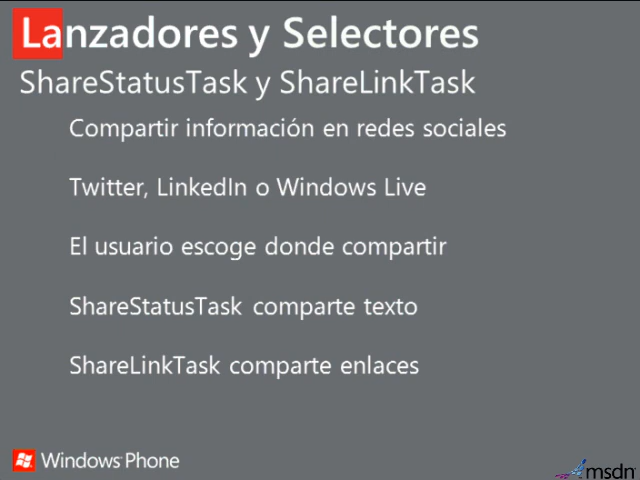 Lanzadores y Selectores
ShareStatusTask y ShareLinkTask
Compartir información en redes sociales
Twitter, LinkedIn o Windows Live
El usuario escoge donde compartir
ShareStatusTask comparte texto
ShareLinkTask comparte enlaces
Windows Phone
msdn